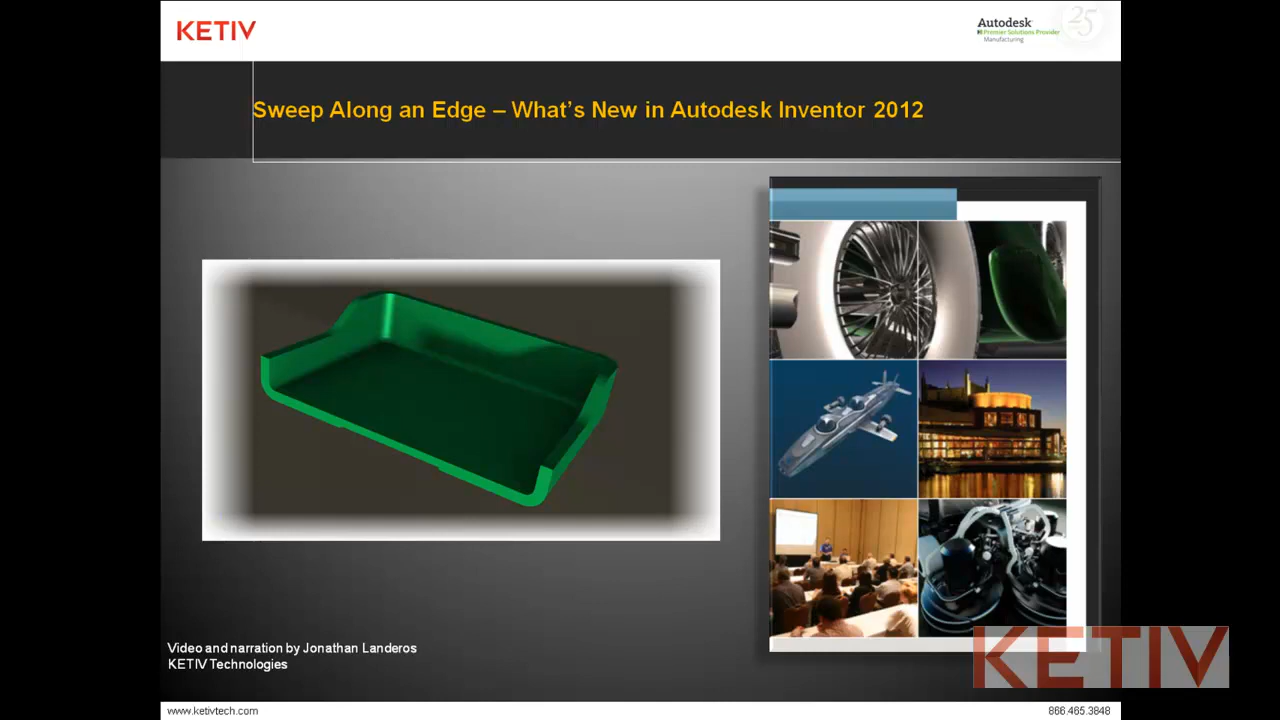 KETIV
Autodesk
Premier Solutions Provider
Manufacturing
25
Sweep Along an Edge – What's New in Autodesk Inventor 2012
Video and narration by Jonathan Landeros
KETIV Technologies
KETIV
www.ketivtech.com
866.465.3848